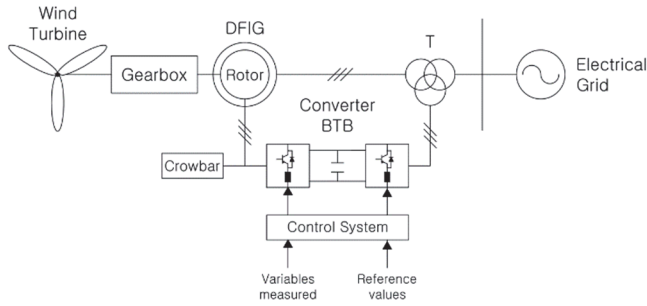 Wind
Turbine
DFIG
T
Gearbox
Rotor
Electrical
Grid
Converter
BTB
Crowbar
Control System
Variables
measured
Reference
values